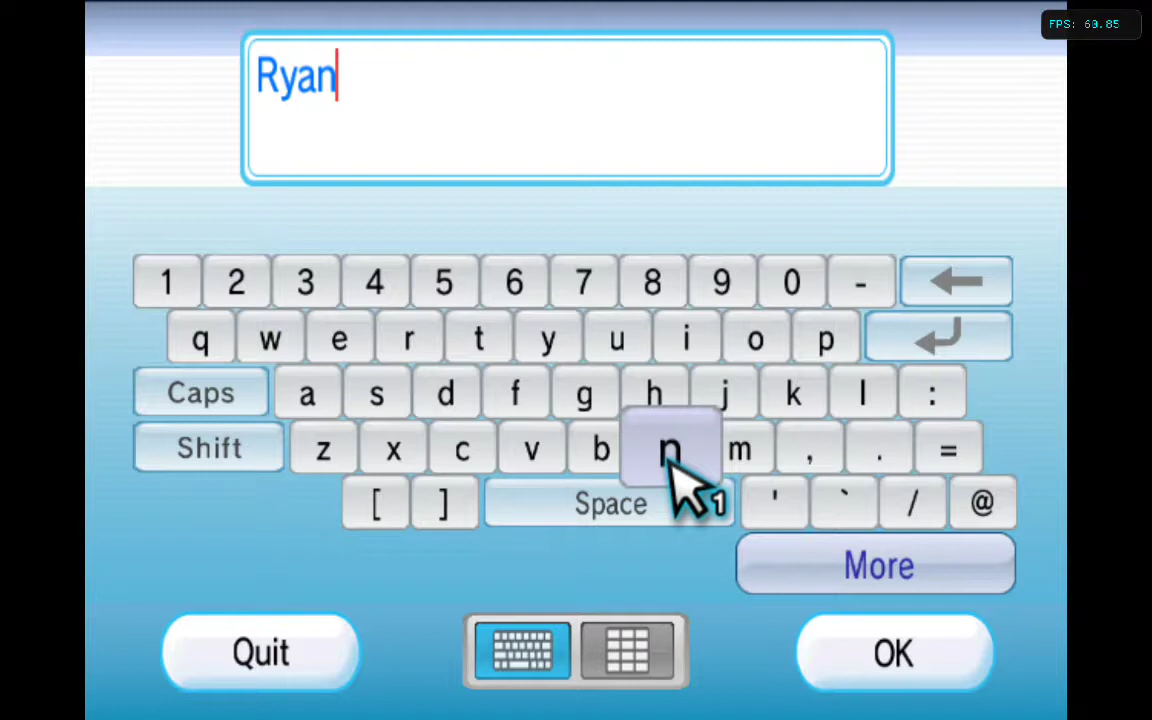 FPS: 60.85
Ryan
1 2 3 4 5 6 7 8 9 0 -
q w e r t y u i o p
Caps a s d f g h j k l :
Shift z x c v b n m , . =
[ ] Space ' ` / @
1
More
Quit OK